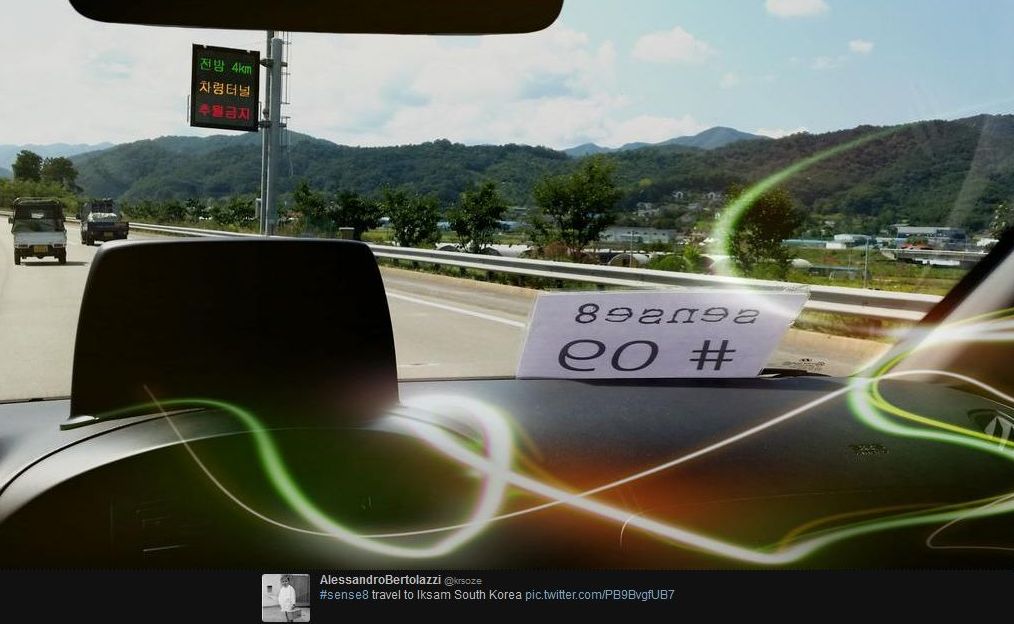 전방 4km
차령터널
추월금지
sense8
# 09
AlessandroBertolazzi @krsoze
#sense8 travel to Iksam South Korea pic.twitter.com/PB9BvgfUB7